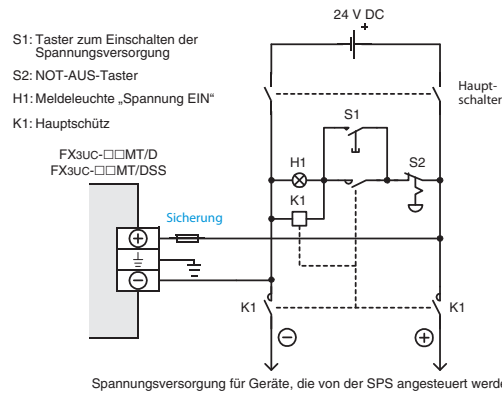 24 V DC
+
S1: Taster zum Einschalten der
Spannungsversorgung
S2: NOT-AUS-Taster
H1: Meldeleuchte „Spannung EIN“
K1: Hauptschütz
Haupt-
schalter
S1
H1
S2
K1
FX3UC-□□MT/D
FX3UC-□□MT/DSS
Sicherung
K1
K1
Spannungsversorgung für Geräte, die von der SPS angesteuert werd